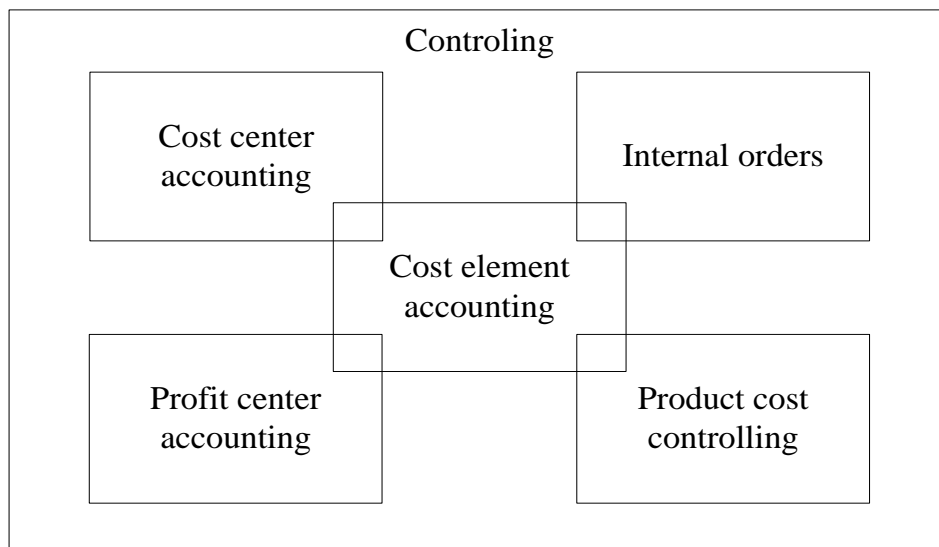 Controling
Cost center
accounting
Internal orders
Cost element
accounting
Profit center
accounting
Product cost
controlling